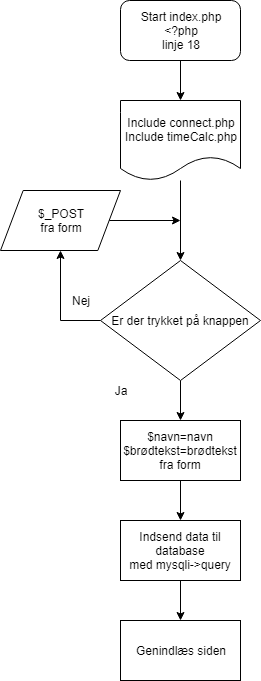 Start index.php
<?php
linje 18
Include connect.php
Include timeCalc.php
$_POST
fra form
Er der trykket på knappen
Nej
Ja
$navn=navn
$brødtekst=brødtekst
fra form
Indsend data til
database
med mysqli->query
Genindlæs siden